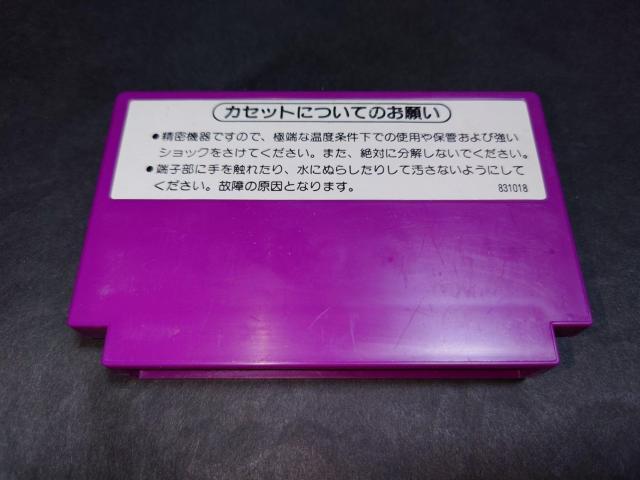 カセットについてのお願い
●精密機器ですので、極端な温度条件下での使用や保管および強い
ショックをさけてください。また、絶対に分解しないでください。
●端子部に手を触れたり、水にぬらしたりして汚さないようにして
ください。故障の原因となります。
831018